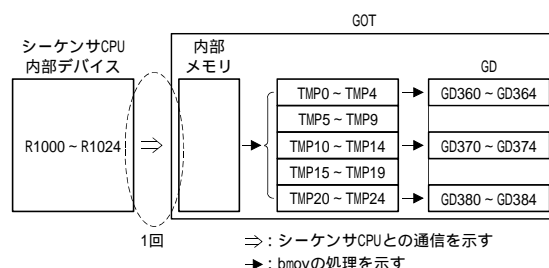 GOT
シーケンサCPU
内部デバイス
内部
メモリ
GD
R1000～R1024
⇒
TMP0～TMP4
GD360～GD364
TMP5～TMP9
TMP10～TMP14
GD370～GD374
TMP15～TMP19
TMP20～TMP24
GD380～GD384
1回
⇒：シーケンサCPUとの通信を示す
→：bmovの処理を示す